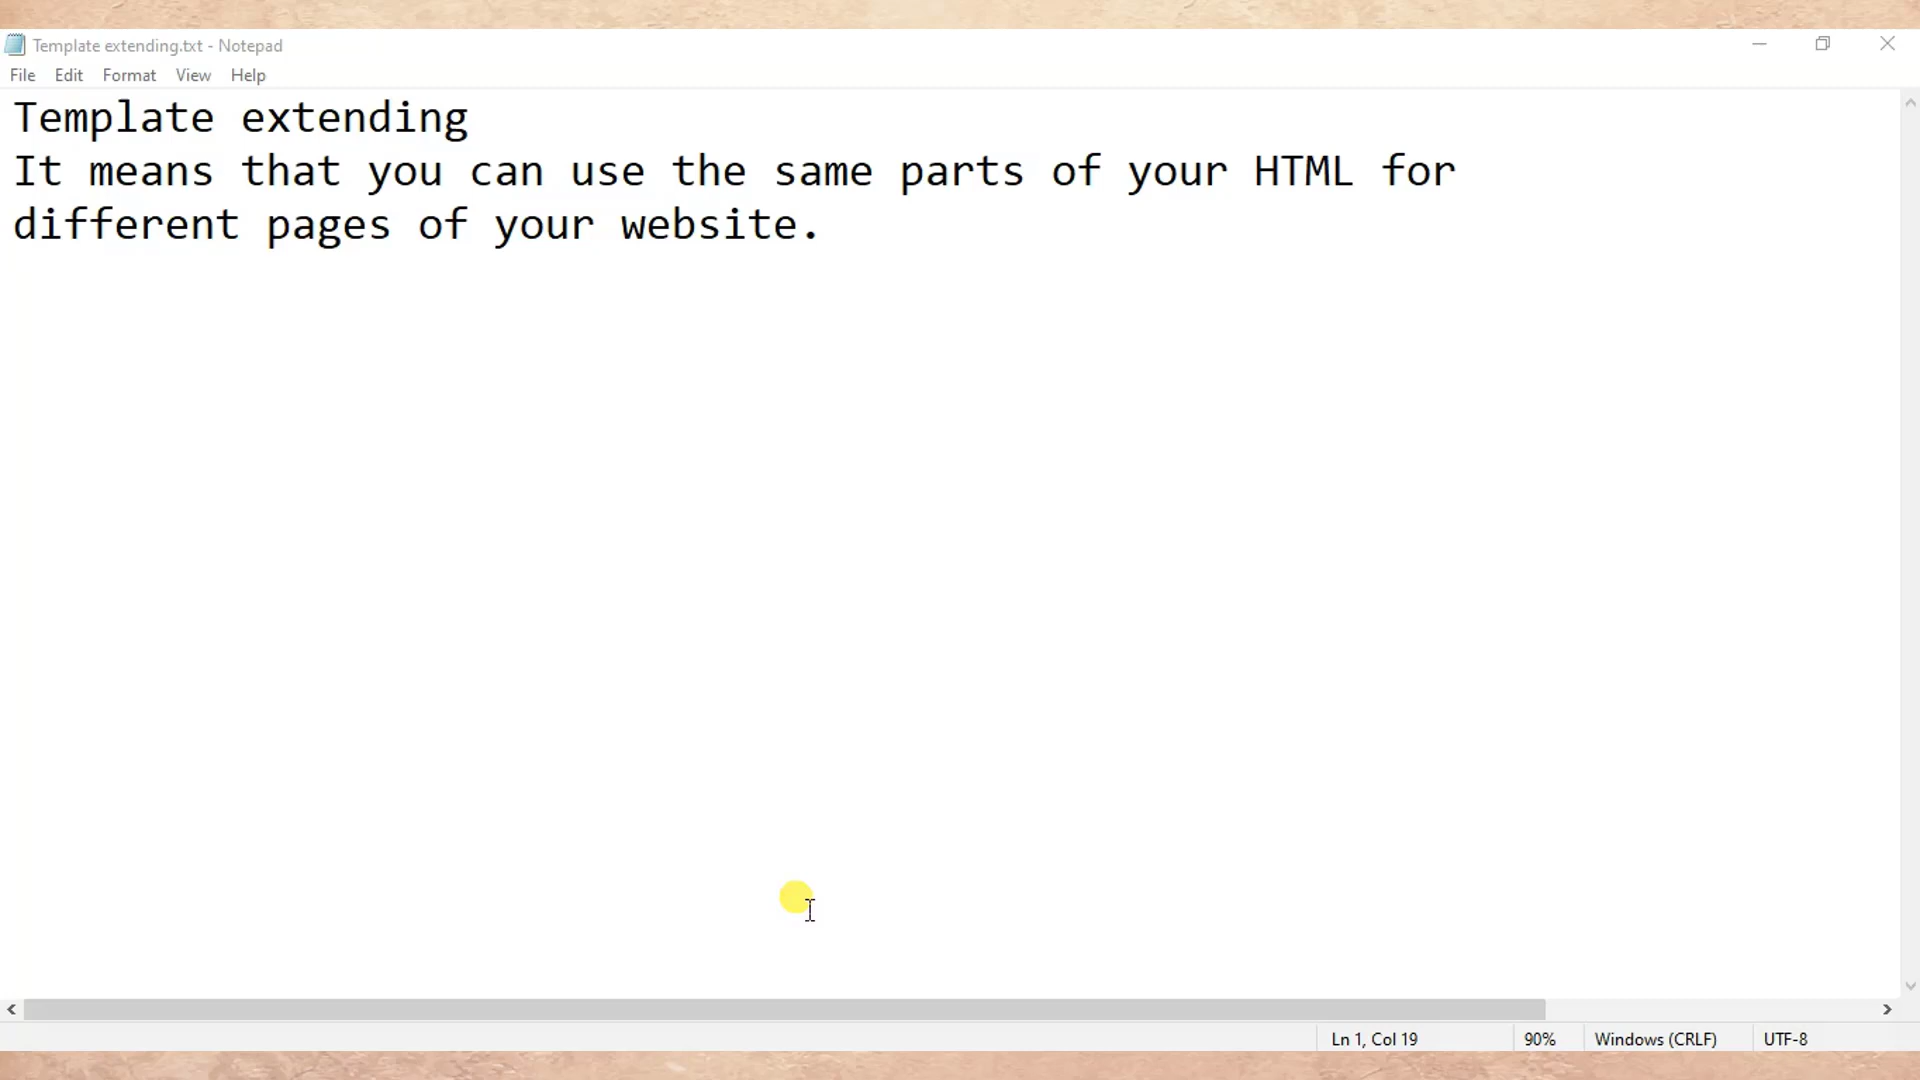 Template extending.txt - Notepad
File Edit Format View Help
Template extending
It means that you can use the same parts of your HTML for
different pages of your website.
Ln 1, Col 19 90% Windows (CRLF) UTF-8